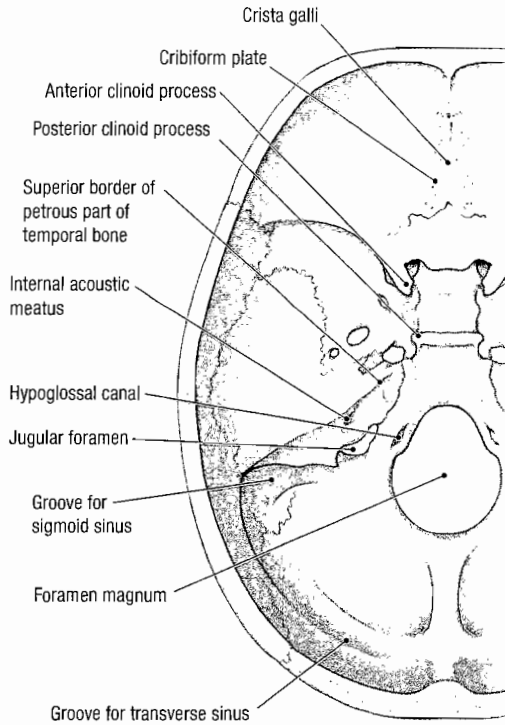 Crista galli
Cribiform plate
Anterior clinoid process
Posterior clinoid process
Superior border of
petrous part of
temporal bone
Internal acoustic
meatus
Hypoglossal canal
Jugular foramen
Groove for
sigmoid sinus
Foramen magnum
Groove for transverse sinus